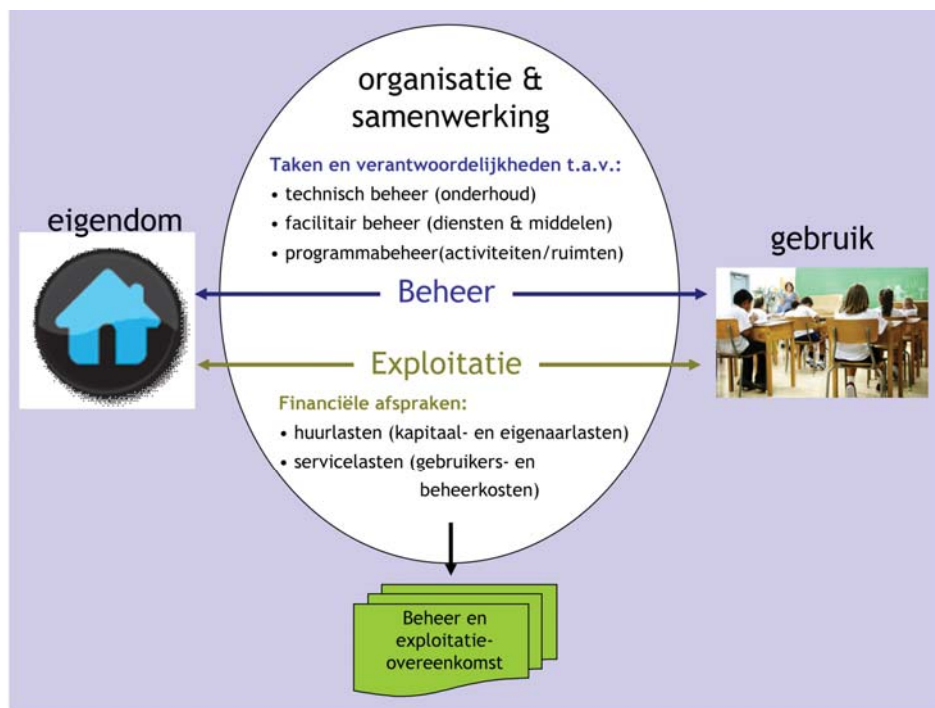 organisatie &
samenwerking
Taken en verantwoordelijkheden t.a.v.:
• technisch beheer (onderhoud)
• facilitair beheer (diensten & middelen)
• programmabeheer(activiteiten/ruimten)
eigendom
gebruik
Beheer
Exploitatie
Financiële afspraken:
• huurlasten (kapitaal- en eigenaarlasten)
• servicelasten (gebruikers- en
beheerkosten)
Beheer en
exploitatie-
overeenkomst